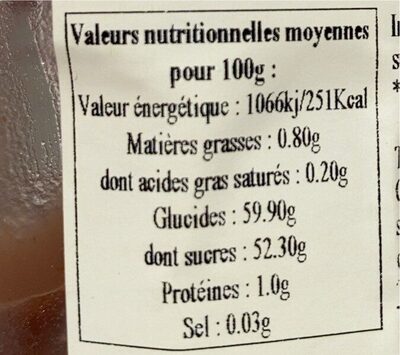 Valeurs nutritionnelles moyennes
pour 100g :
Valeur énergétique : 1066kj/251Kcal
Matières grasses : 0.80g
dont acides gras saturés : 0.20g
Glucides : 59.90g
dont sucres : 52.30g
Protéines : 1.0g
Sel : 0.03g